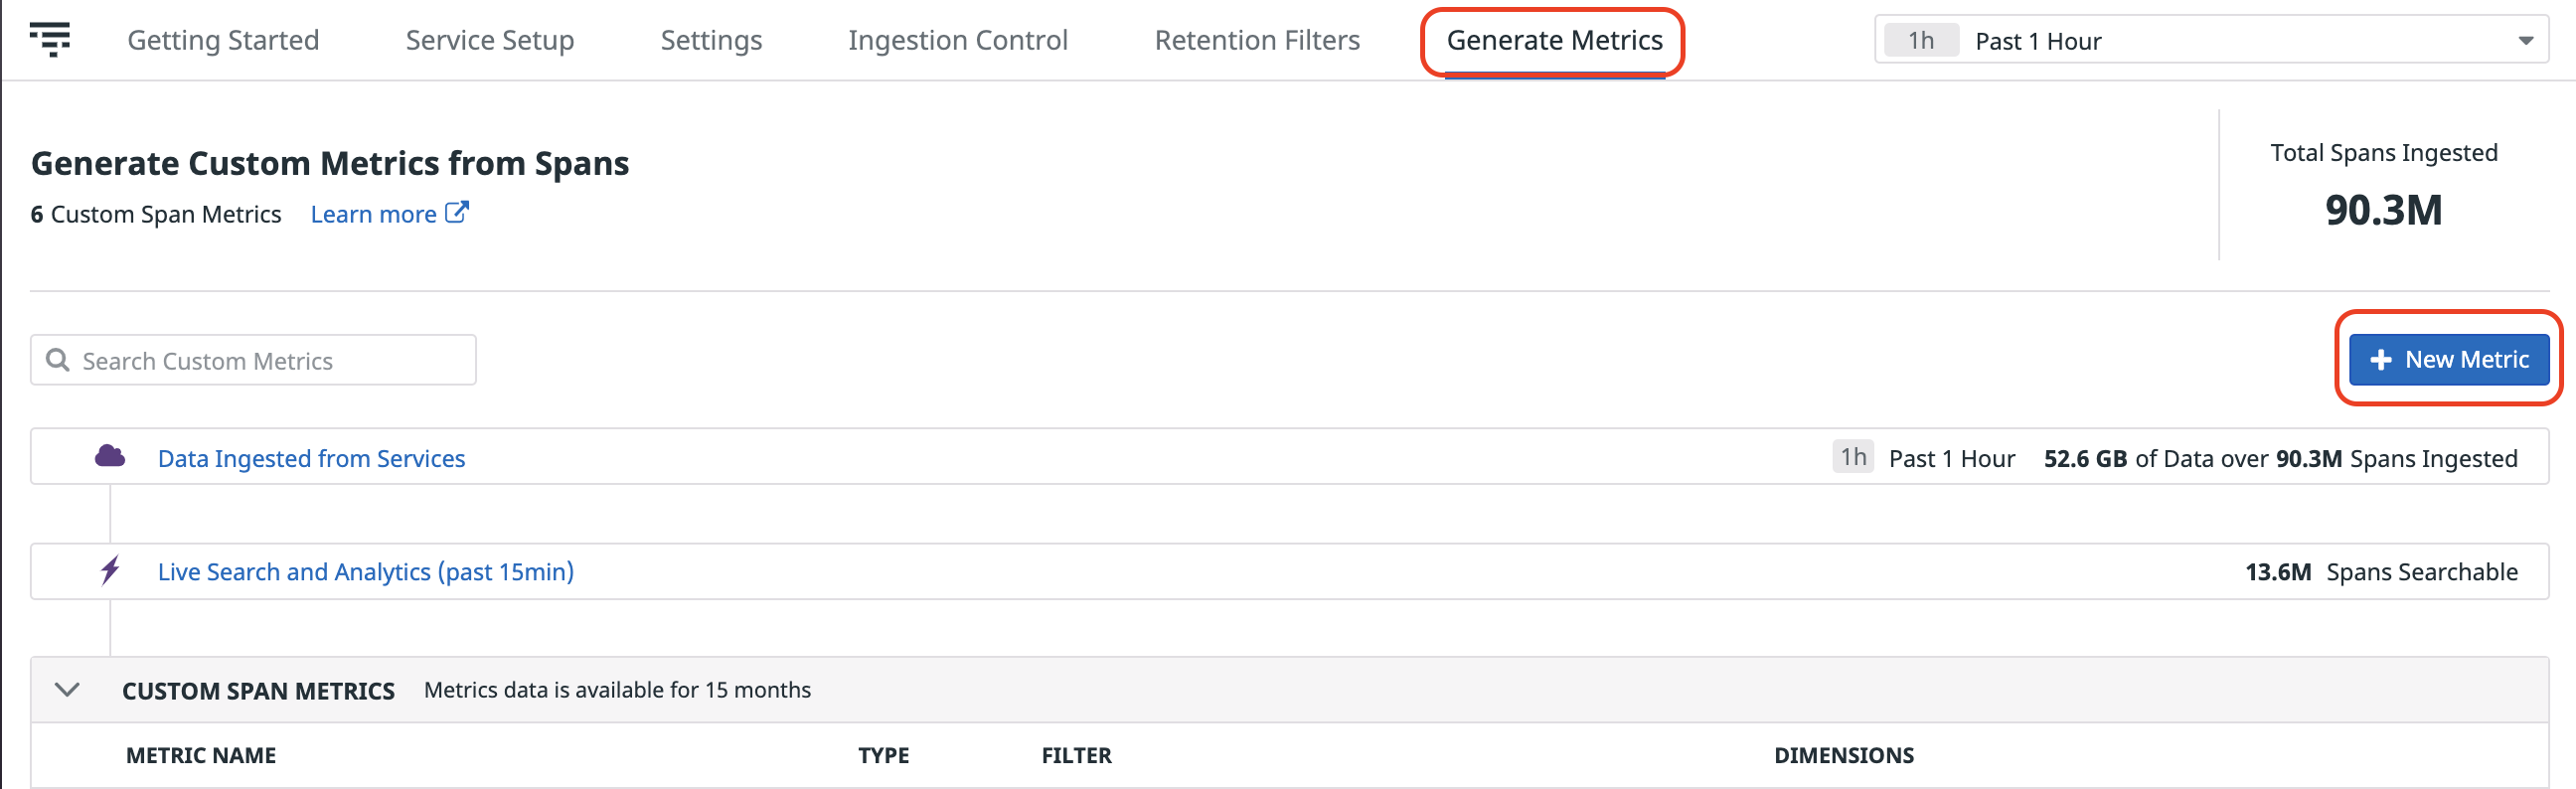 Getting Started Service Setup Settings Ingestion Control Retention Filters Generate Metrics 1h Past 1 Hour
Generate Custom Metrics from Spans
6 Custom Span Metrics Learn more
Total Spans Ingested
90.3M
Search Custom Metrics
+ New Metric
Data Ingested from Services 1h Past 1 Hour 52.6 GB of Data over 90.3M Spans Ingested
Live Search and Analytics (past 15min) 13.6M Spans Searchable
CUSTOM SPAN METRICS Metrics data is available for 15 months
METRIC NAME TYPE FILTER DIMENSIONS